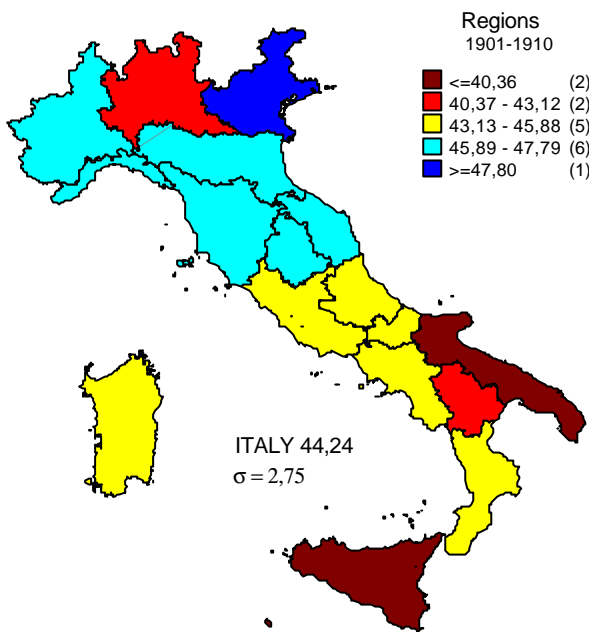 Regions
1901-1910
<=40,36 (2)
40,37 - 43,12 (2)
43,13 - 45,88 (5)
45,89 - 47,79 (6)
>=47,80 (1)
ITALY 44,24
σ = 2,75